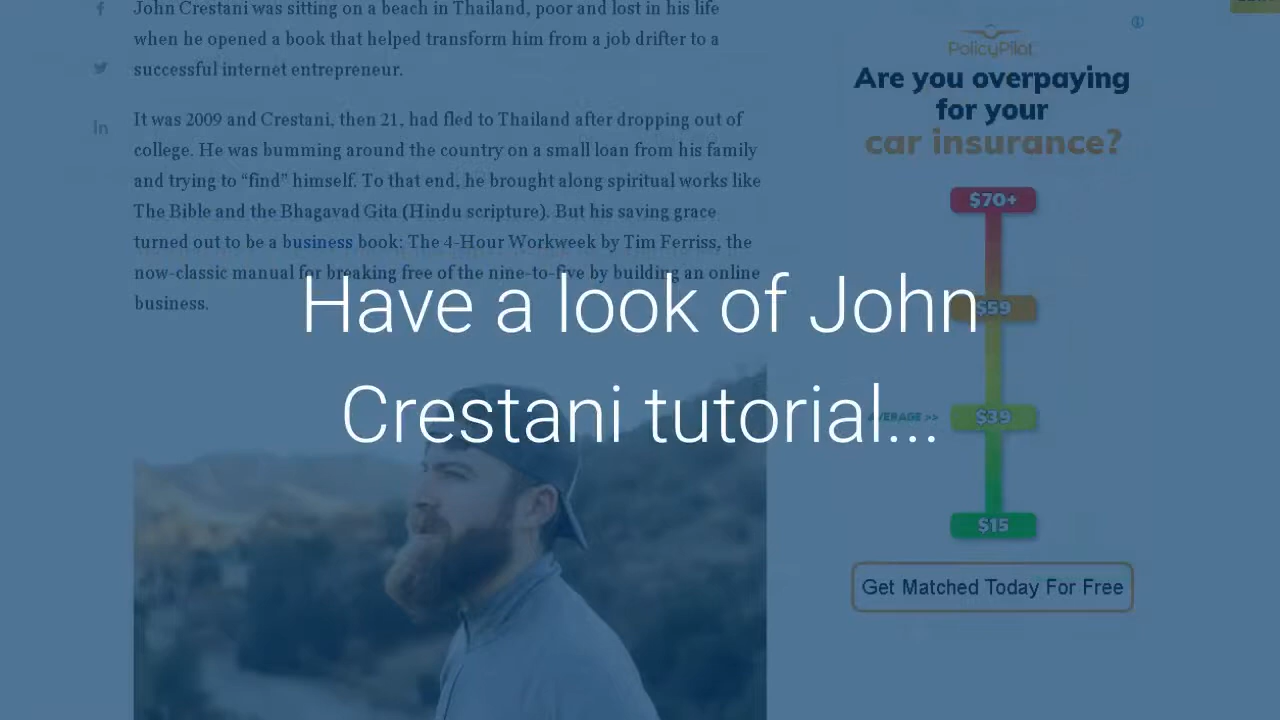 John Crestani was sitting on a beach in Thailand, poor and lost in his life
when he opened a book that helped transform him from a job drifter to a
successful internet entrepreneur.
It was 2009 and Crestani, then 21, had fled to Thailand after dropping out of
college. He was bumming around the country on a small loan from his family
and trying to “find” himself. To that end, he brought along spiritual works like
The Bible and the Bhagavad Gita (Hindu scripture). But his saving grace
turned out to be a business book: The 4-Hour Workweek by Tim Ferriss, the
now-classic manual for breaking free of the nine-to-five by building an online
business.
Have a look of John
Crestani tutorial...
PolicyPilot
Are you overpaying
for your
car insurance?
$70+
$59
AVERAGE >>
$39
$15
Get Matched Today For Free